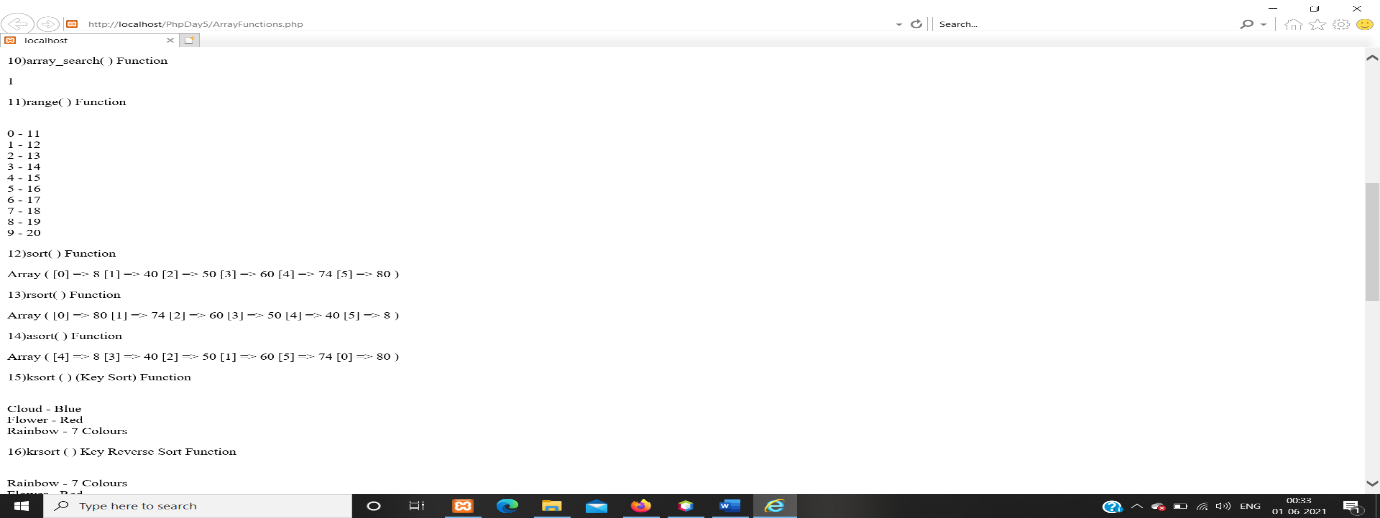 http://localhost/PhpDay5/ArrayFunctions.php
Search...
localhost
10)array_search( ) Function
1
11)range( ) Function
0 - 11
1 - 12
2 - 13
3 - 14
4 - 15
5 - 16
6 - 17
7 - 18
8 - 19
9 - 20
12)sort( ) Function
Array ( [0] => 8 [1] => 40 [2] => 50 [3] => 60 [4] => 74 [5] => 80 )
13)rsort( ) Function
Array ( [0] => 80 [1] => 74 [2] => 60 [3] => 50 [4] => 40 [5] => 8 )
14)asort( ) Function
Array ( [4] => 8 [3] => 40 [2] => 50 [1] => 60 [5] => 74 [0] => 80 )
15)ksort ( ) (Key Sort) Function
Cloud - Blue
Flower - Red
Rainbow - 7 Colours
16)krsort ( ) Key Reverse Sort Function
Rainbow - 7 Colours
Flower - Red
Type here to search
ENG
00:33
01-06-2021
1